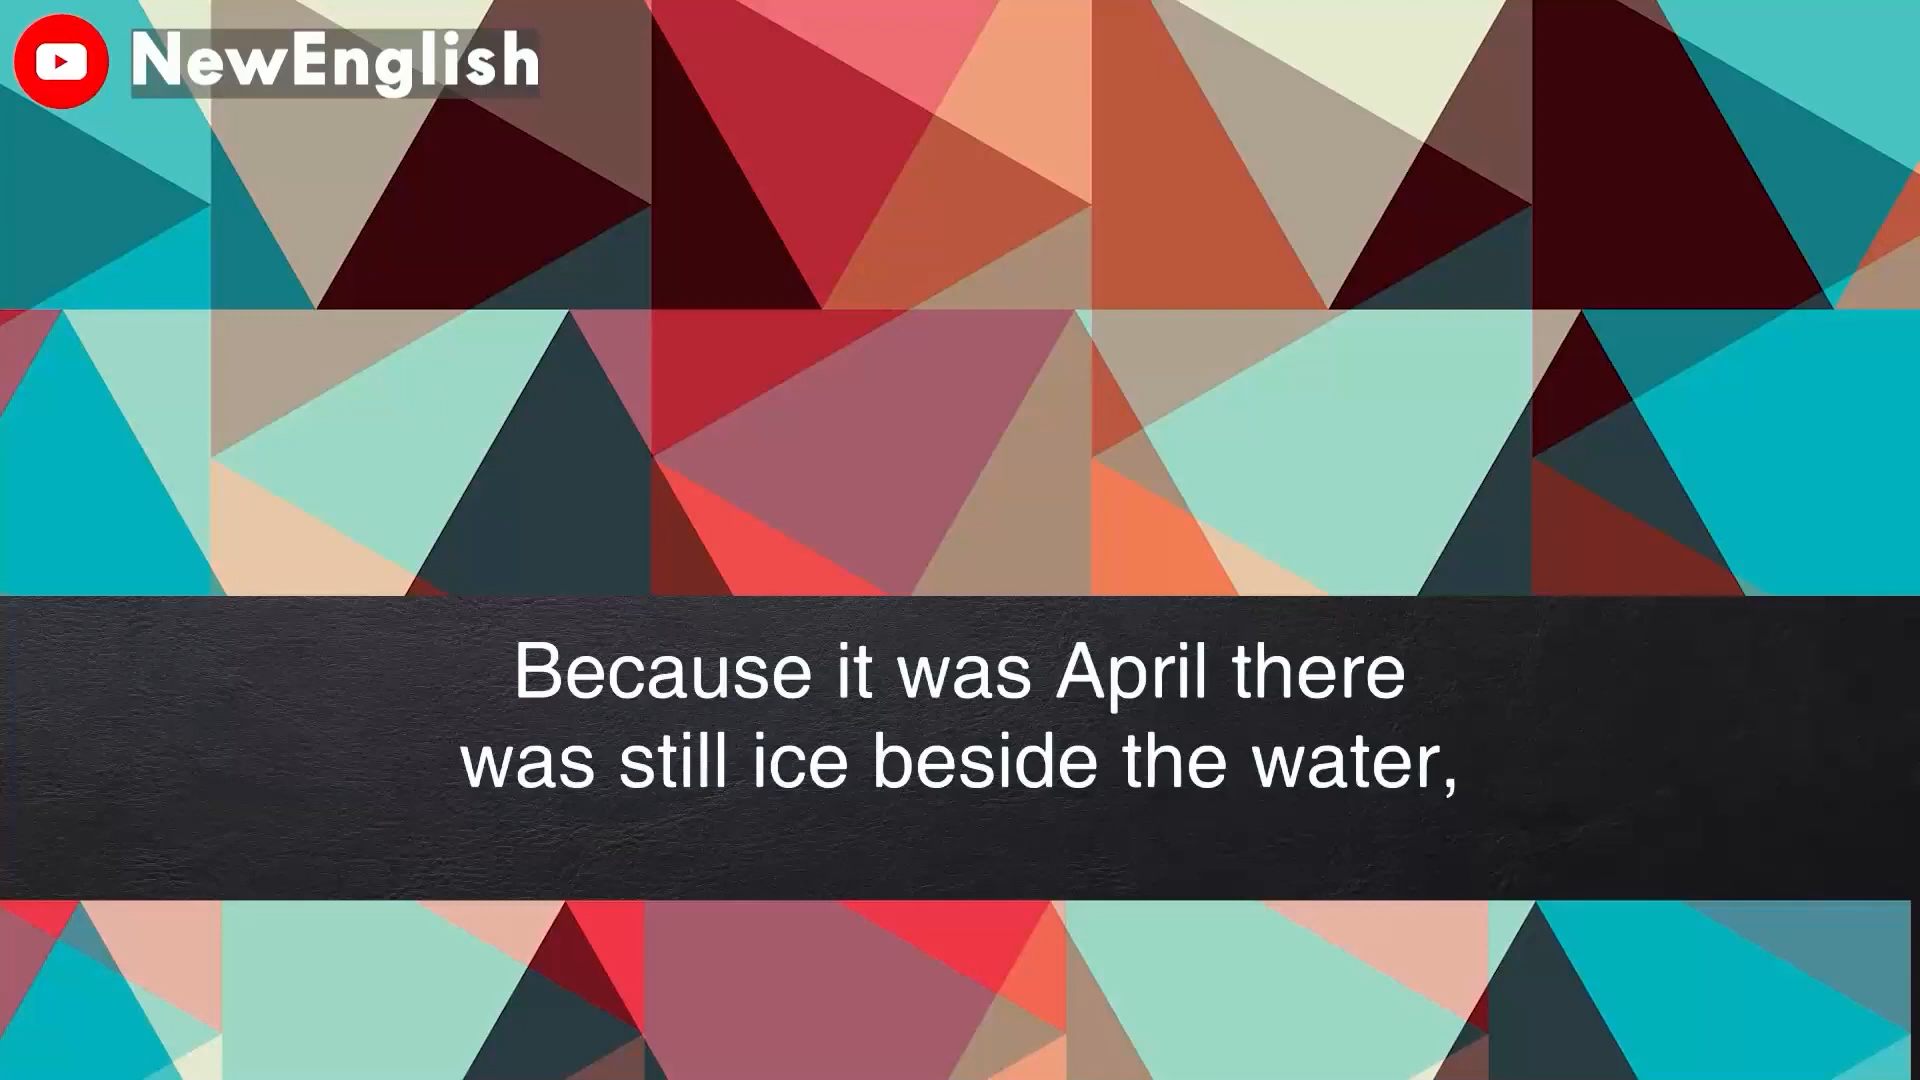 NewEnglish
Because it was April there
was still ice beside the water,